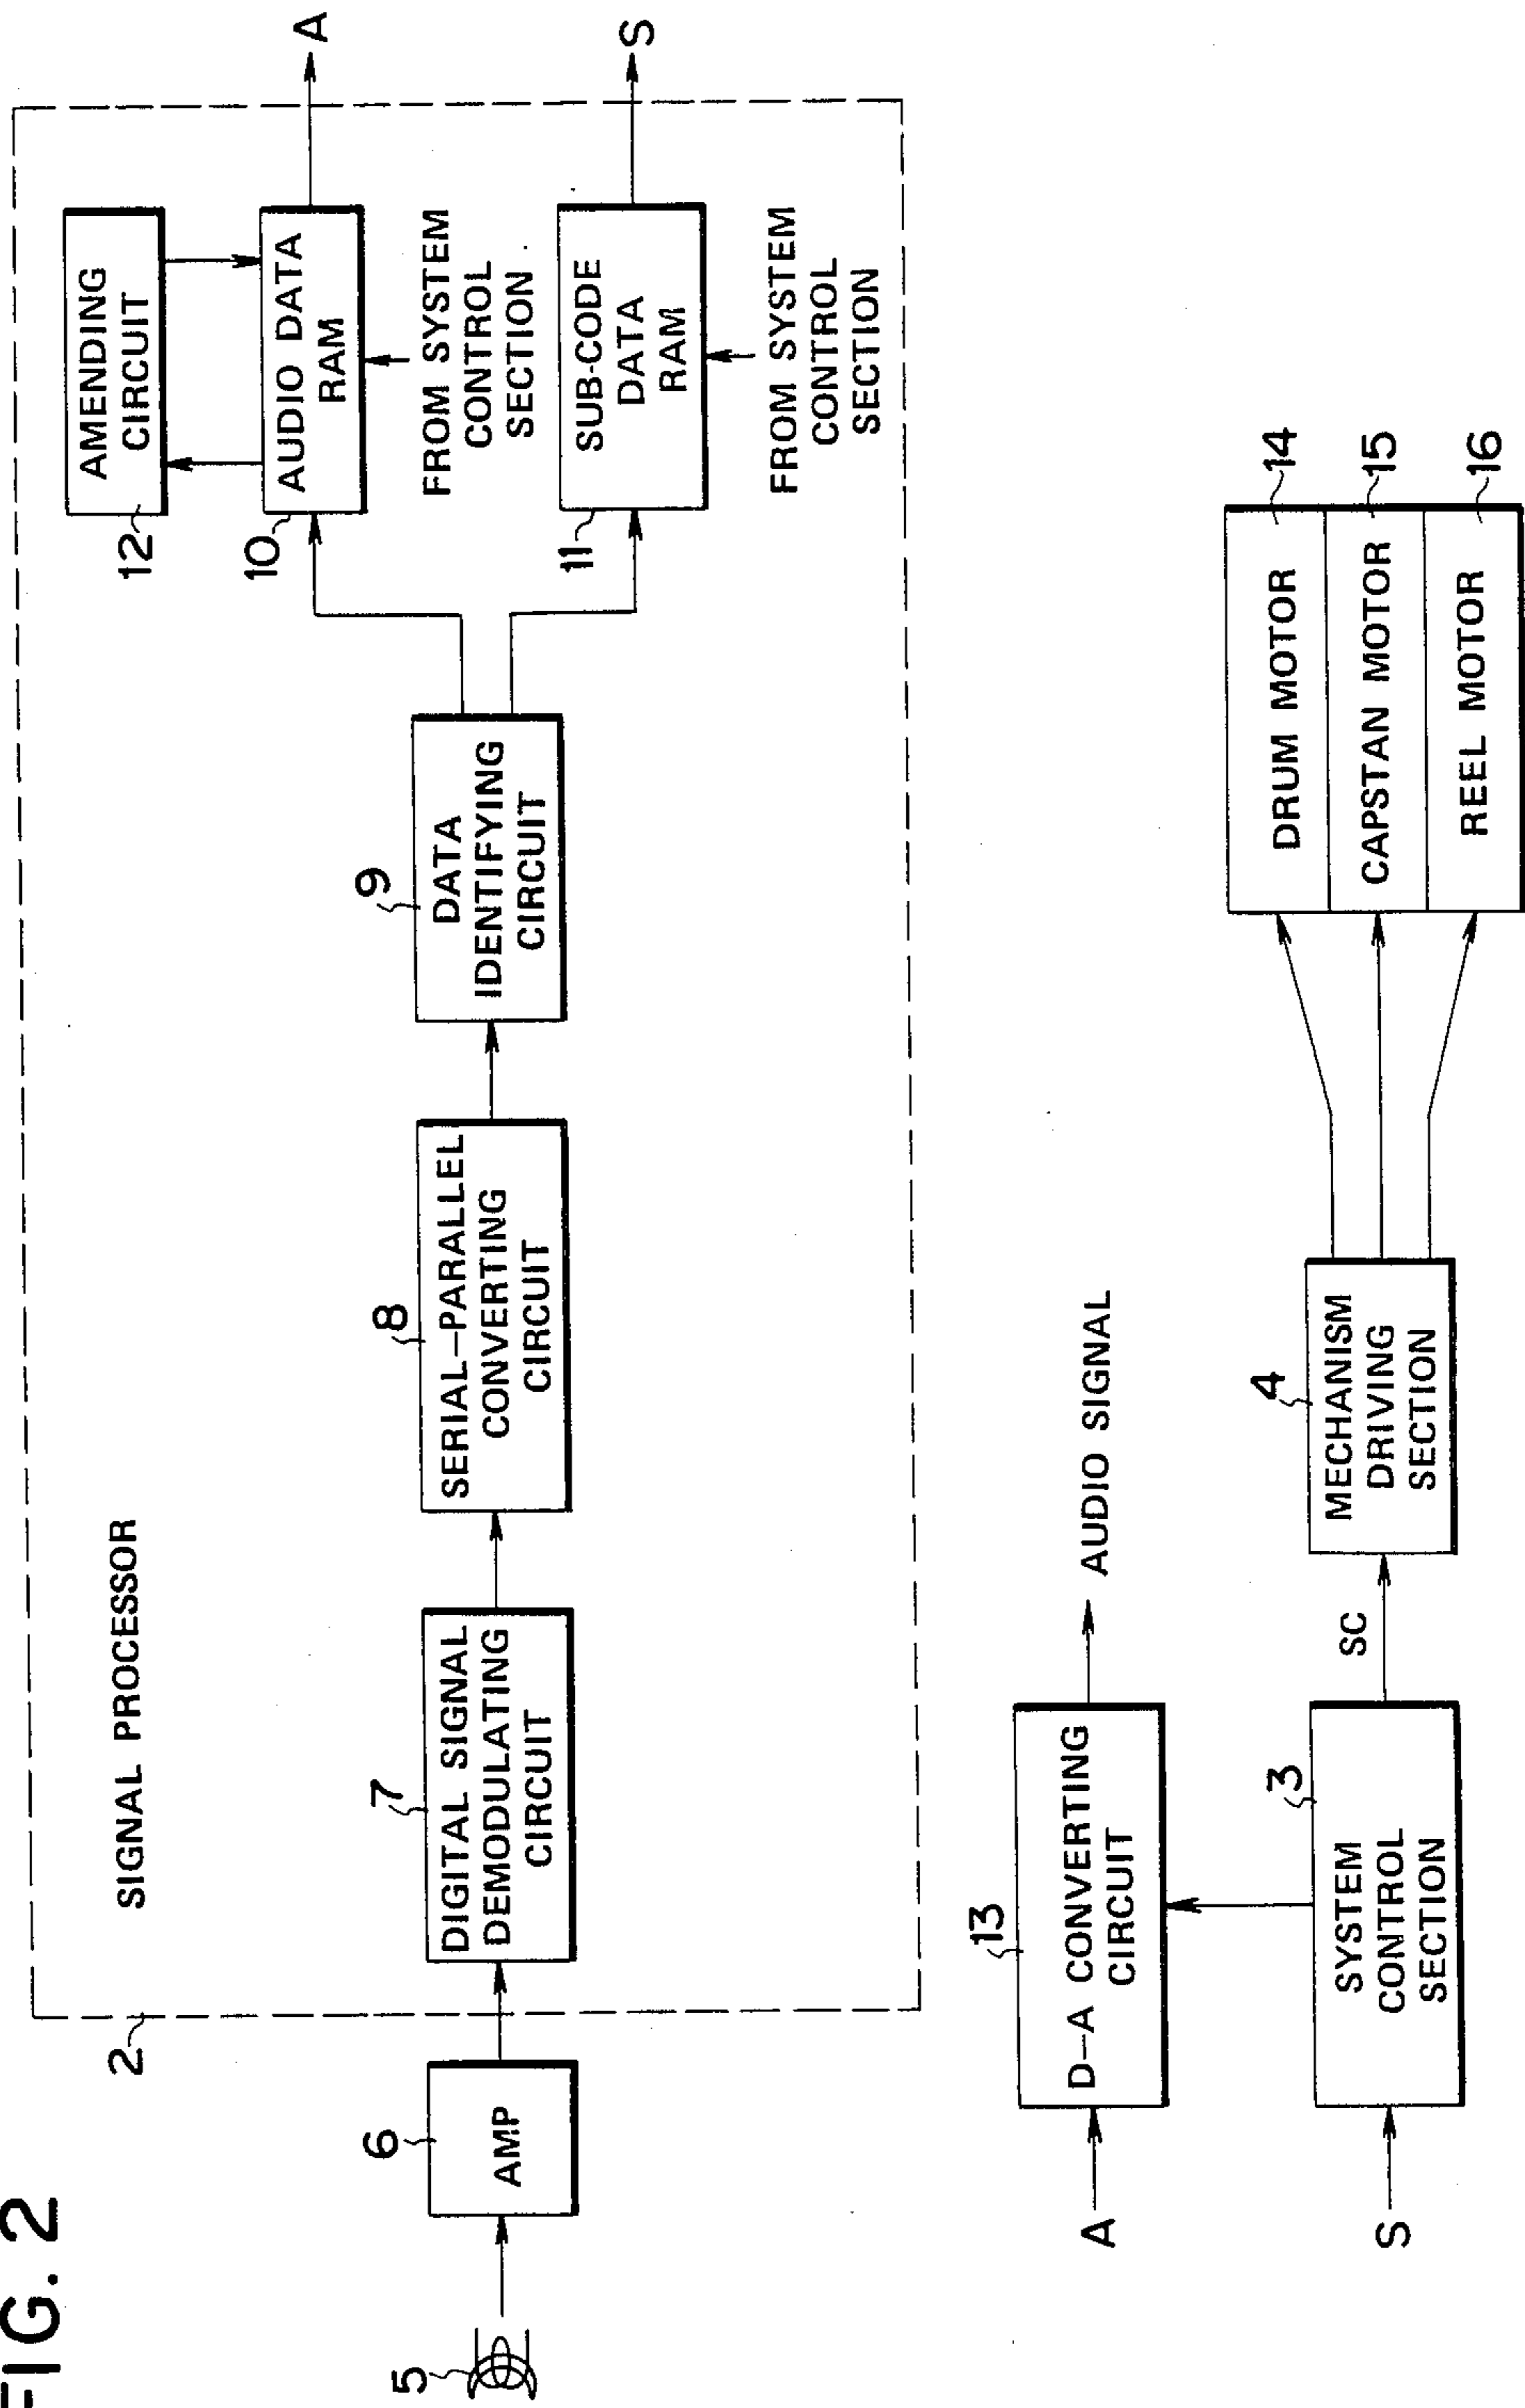 FIG. 2
SIGNAL PROCESSOR
2
5
6
AMP
7
DIGITAL SIGNAL
DEMODULATING
CIRCUIT
8
SERIAL-PARALLEL
CONVERTING
CIRCUIT
9
DATA
IDENTIFYING
CIRCUIT
12
AMENDING
CIRCUIT
10
AUDIO DATA
RAM
A
FROM SYSTEM
CONTROL
SECTION
11
SUB-CODE
DATA
RAM
S
FROM SYSTEM
CONTROL
SECTION
A
13
D-A CONVERTING
CIRCUIT
AUDIO SIGNAL
S
3
SYSTEM
CONTROL
SECTION
SC
4
MECHANISM
DRIVING
SECTION
DRUM MOTOR
14
CAPSTAN MOTOR
15
REEL MOTOR
16